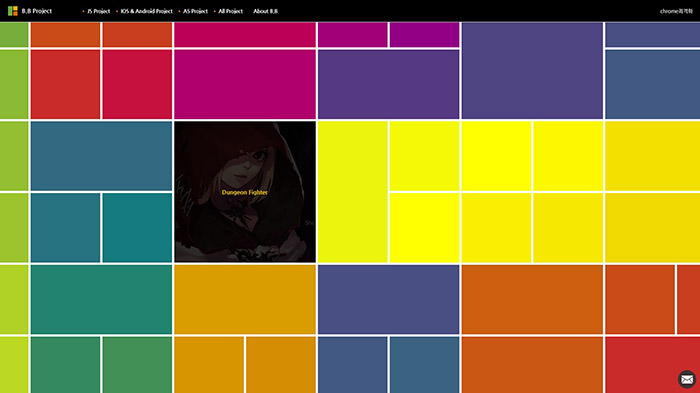 B,B Project
JS Project
IOS & Android Project
AS Project
All Project
About B,B
chrome최적화
Dungeon Fighter